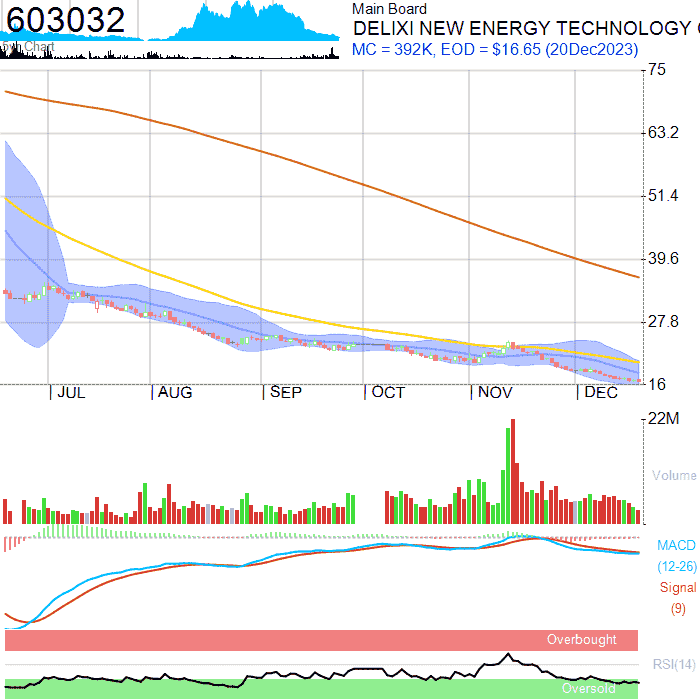 603032
5yr Chart
Main Board
DELIXI NEW ENERGY TECHNOLOGY
MC = 392K, EOD = $16.65 (20Dec2023)
75
63.2
51.4
39.6
27.8
16
JUL AUG SEP OCT NOV DEC
22M
Volume
MACD
(12-26)
Signal
(9)
Overbought
RSI(14)
Oversold